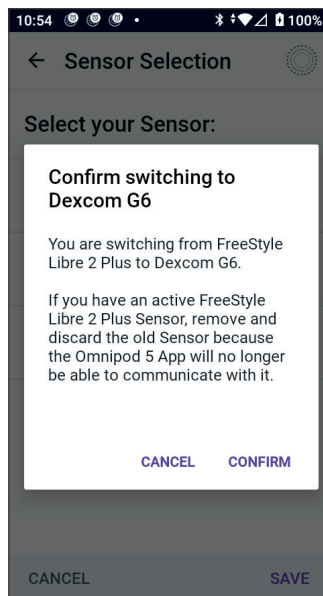 10:54 100%
Sensor Selection
Select your Sensor:
Confirm switching to
Dexcom G6
You are switching from FreeStyle
Libre 2 Plus to Dexcom G6.
If you have an active FreeStyle
Libre 2 Plus Sensor, remove and
discard the old Sensor because
the Omnipod 5 App will no longer
be able to communicate with it.
CANCEL CONFIRM
CANCEL SAVE